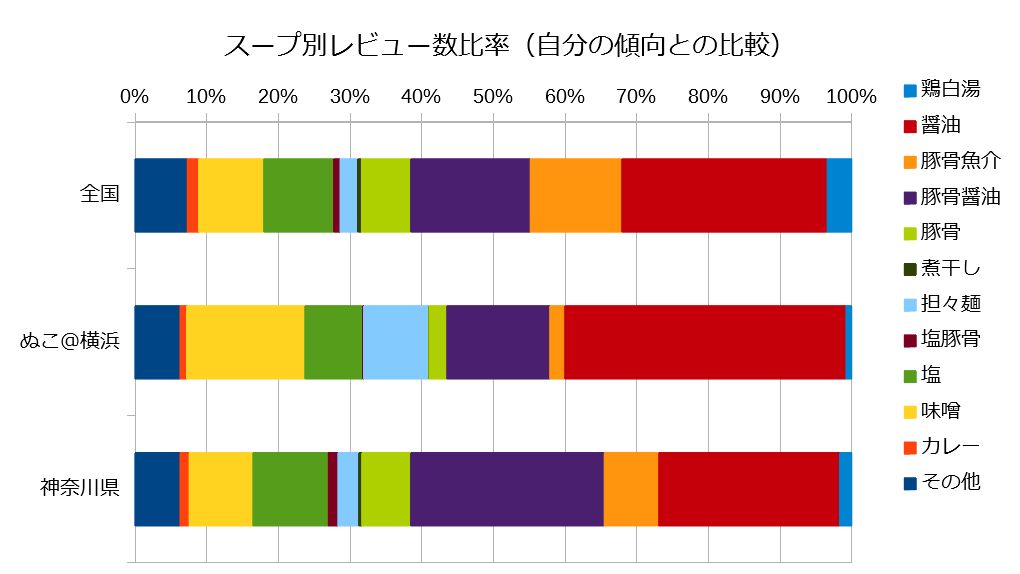 スープ別レビュー数比率（自分の傾向との比較）
0% 10% 20% 30% 40% 50% 60% 70% 80% 90% 100%
全国
ぬこ@横浜
神奈川県
鶏白湯
醤油
豚骨魚介
豚骨醤油
豚骨
煮干し
担々麺
塩豚骨
塩
味噌
カレー
その他